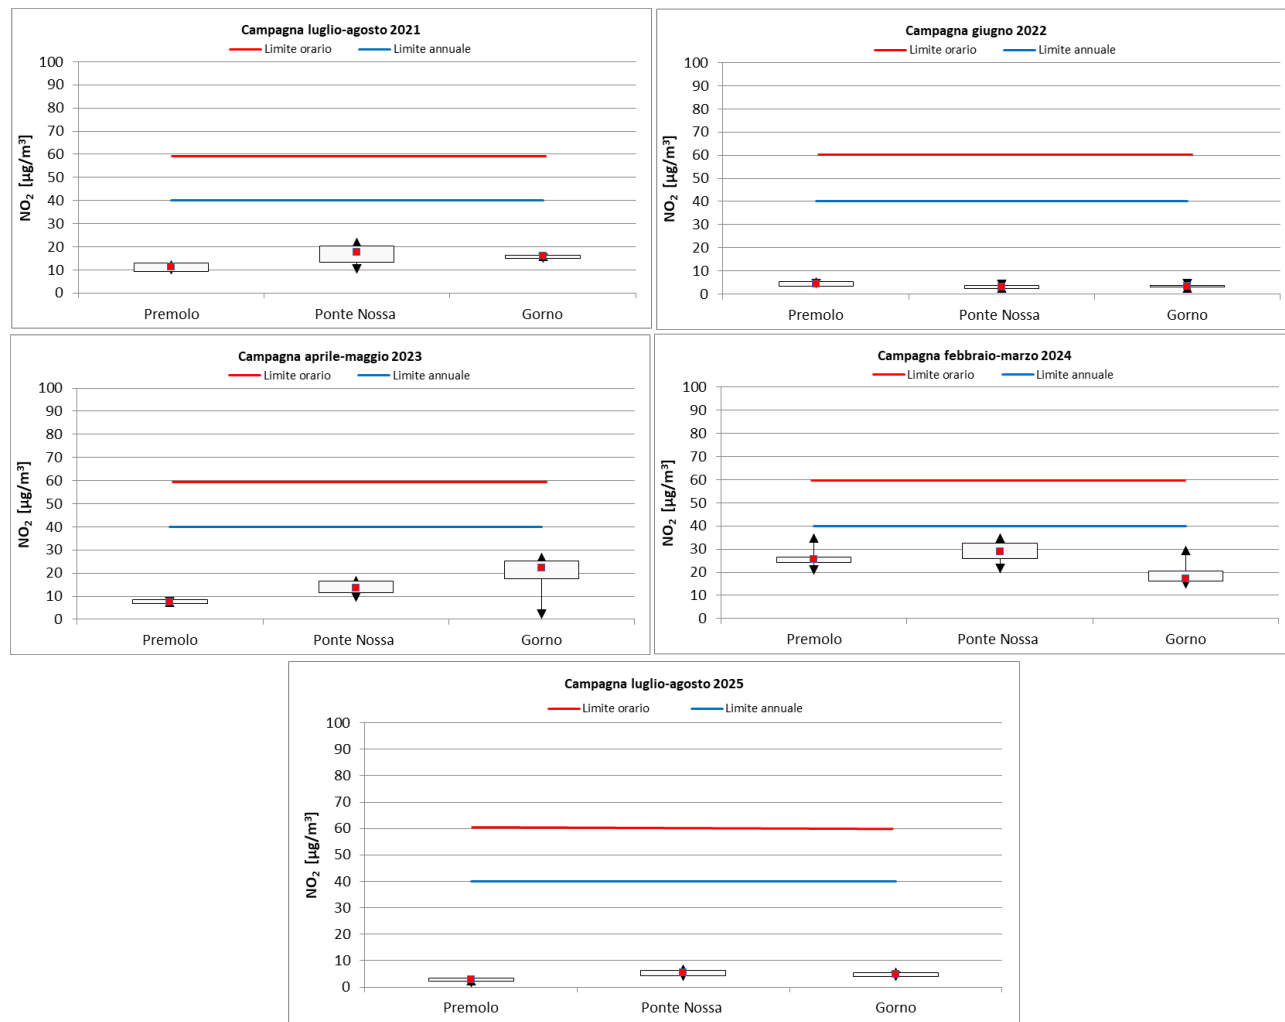 Campagna luglio-agosto 2021
Limite orario Limite annuale
NO₂ [µg/m³]
100
90
80
70
60
50
40
30
20
10
0
Premolo Ponte Nossa Gorno
Campagna giugno 2022
Limite orario Limite annuale
NO₂ [µg/m³]
100
90
80
70
60
50
40
30
20
10
0
Premolo Ponte Nossa Gorno
Campagna aprile-maggio 2023
Limite orario Limite annuale
NO₂ [µg/m³]
100
90
80
70
60
50
40
30
20
10
0
Premolo Ponte Nossa Gorno
Campagna febbraio-marzo 2024
Limite orario Limite annuale
NO₂ [µg/m³]
100
90
80
70
60
50
40
30
20
10
0
Premolo Ponte Nossa Gorno
Campagna luglio-agosto 2025
Limite orario Limite annuale
NO₂ [µg/m³]
100
90
80
70
60
50
40
30
20
10
0
Premolo Ponte Nossa Gorno